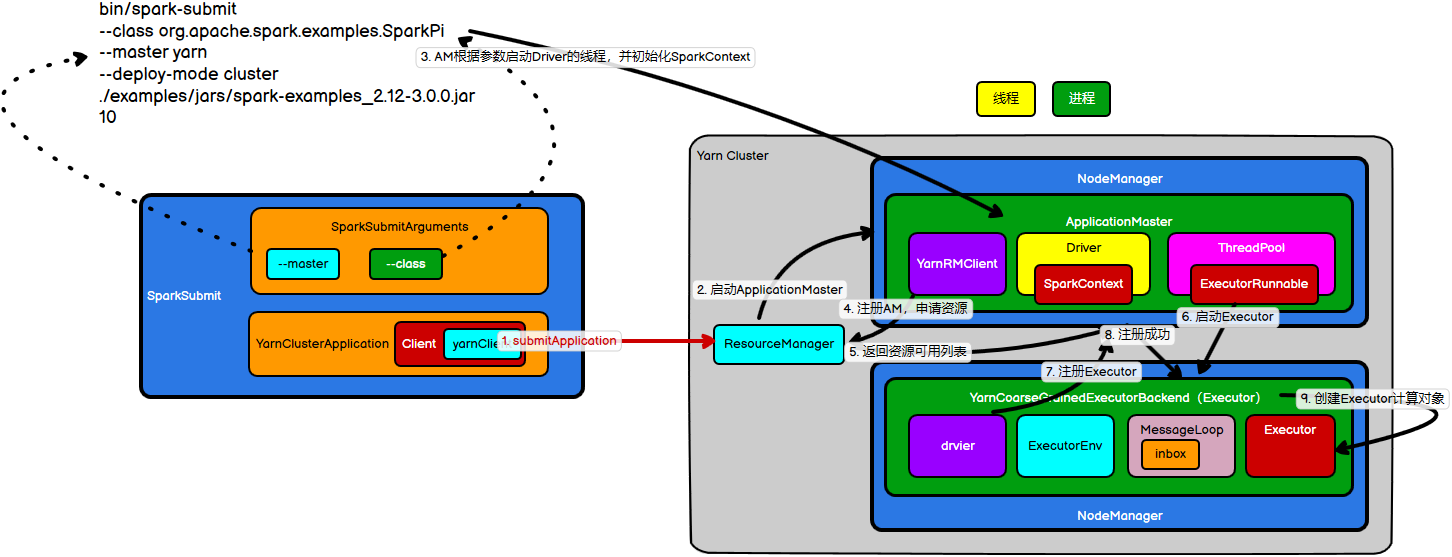 bin/spark-submit
--class org.apache.spark.examples.SparkPi
--master yarn
--deploy-mode cluster
./examples/jars/spark-examples_2.12-3.0.0.jar
10
3. AM根据参数启动Driver的线程，并初始化SparkContext
线程
进程
Yarn Cluster
NodeManager
ApplicationMaster
YarnRMClient
Driver
SparkContext
ThreadPool
ExecutorRunnable
SparkSubmit
SparkSubmitArguments
--master
--class
YarnClusterApplication
Client
yarnClient
1. submitApplication
2. 启动ApplicationMaster
ResourceManager
4. 注册AM，申请资源
5. 返回资源可用列表
6. 启动Executor
8. 注册成功
7. 注册Executor
9. 创建Executor计算对象
YarnCoarseGrainedExecutorBackend（Executor）
drvier
ExecutorEnv
MessageLoop
inbox
Executor
NodeManager